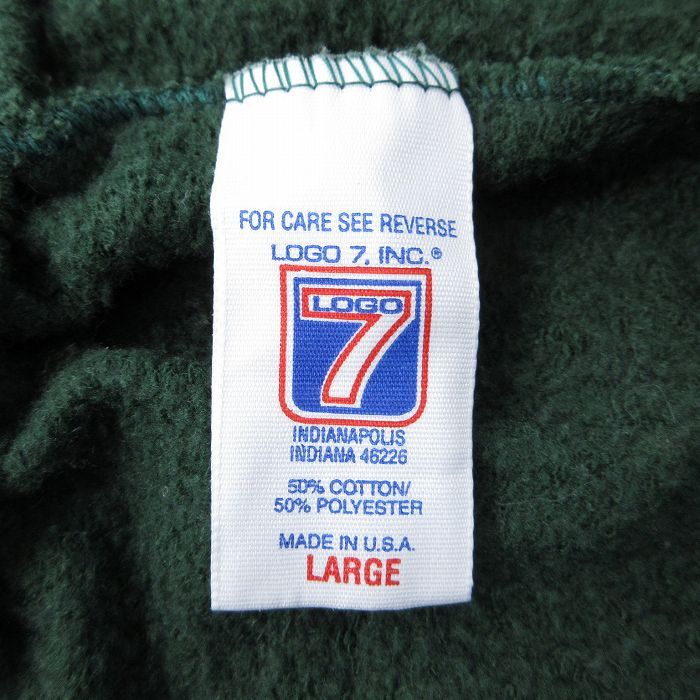 FOR CARE SEE REVERSE
LOGO 7, INC.®
LOGO
7
INDIANAPOLIS
INDIANA 46226
50% COTTON/
50% POLYESTER
MADE IN U.S.A.
LARGE